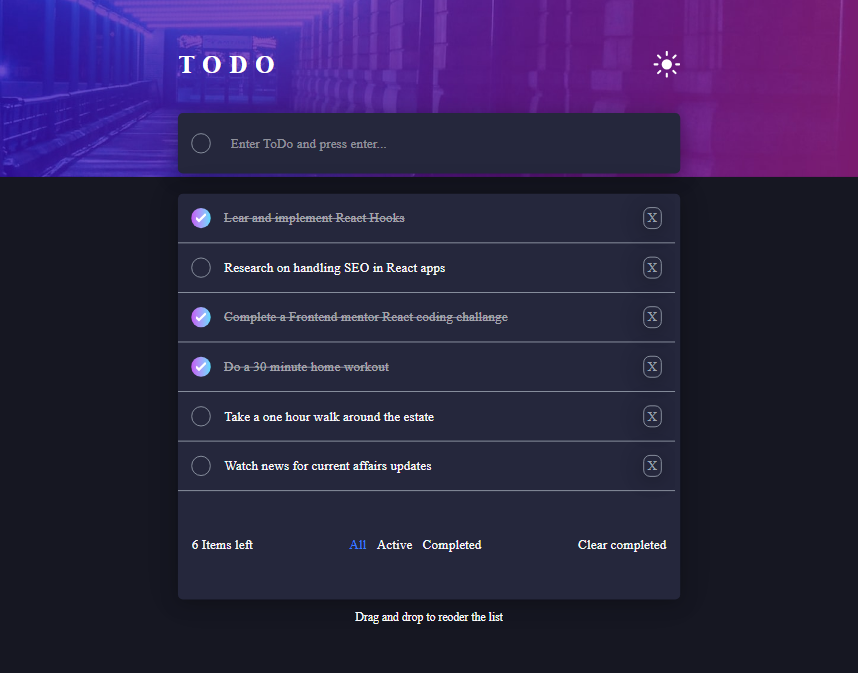 TODO
Enter ToDo and press enter...
Lear and implement React Hooks X
Research on handling SEO in React apps X
Complete a Frontend mentor React coding challange X
Do a 30 minute home workout X
Take a one hour walk around the estate X
Watch news for current affairs updates X
6 Items left All Active Completed Clear completed
Drag and drop to reoder the list